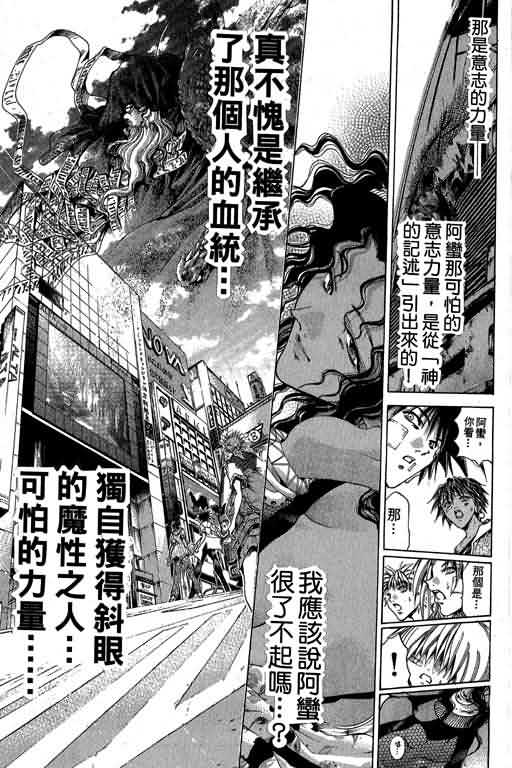 那是意志的力量——
阿蠻那可怕的
意志力量，是從「神
的記述」引出來的！
阿蠻，
你看…
那…
那個是…
！
我應該說阿蠻
很了不起嗎…？
真不愧是繼承
了那個人的血統…
NOVA
獨自獲得斜眼
的魔性之人…
可怕的力量……